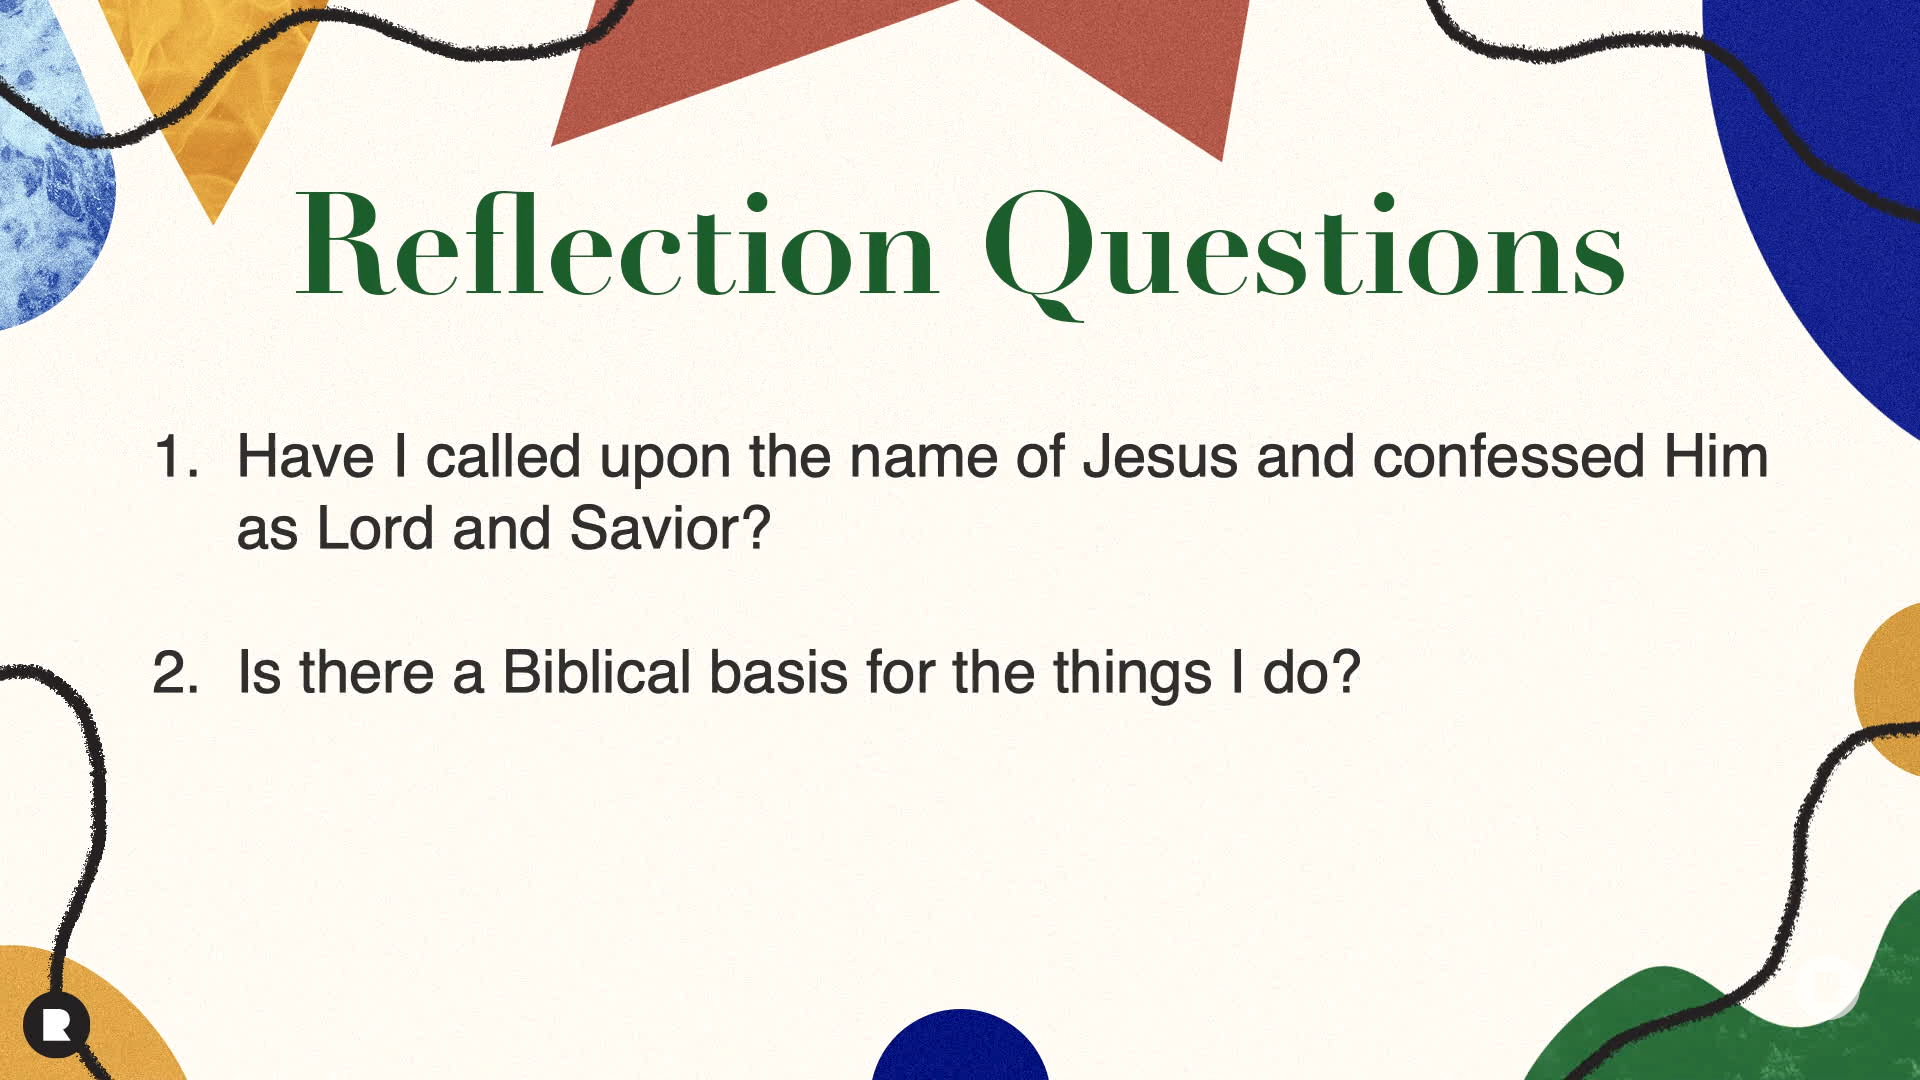 Reflection Questions
1. Have I called upon the name of Jesus and confessed Him
as Lord and Savior?
2. Is there a Biblical basis for the things I do?
R